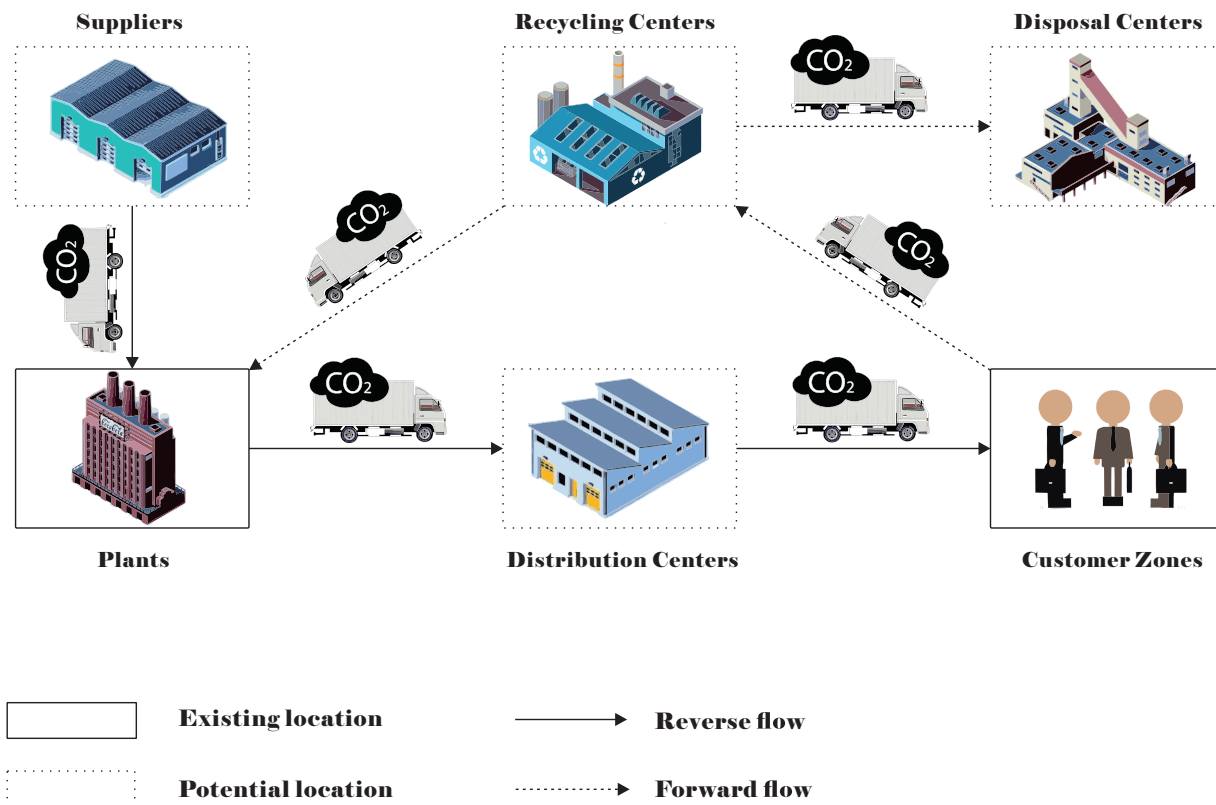 Suppliers
Recycling Centers
Disposal Centers
CO₂
CO₂
CO₂
CO₂
CO₂
CO₂
Plants
Distribution Centers
Customer Zones
Existing location
Reverse flow
Potential location
Forward flow